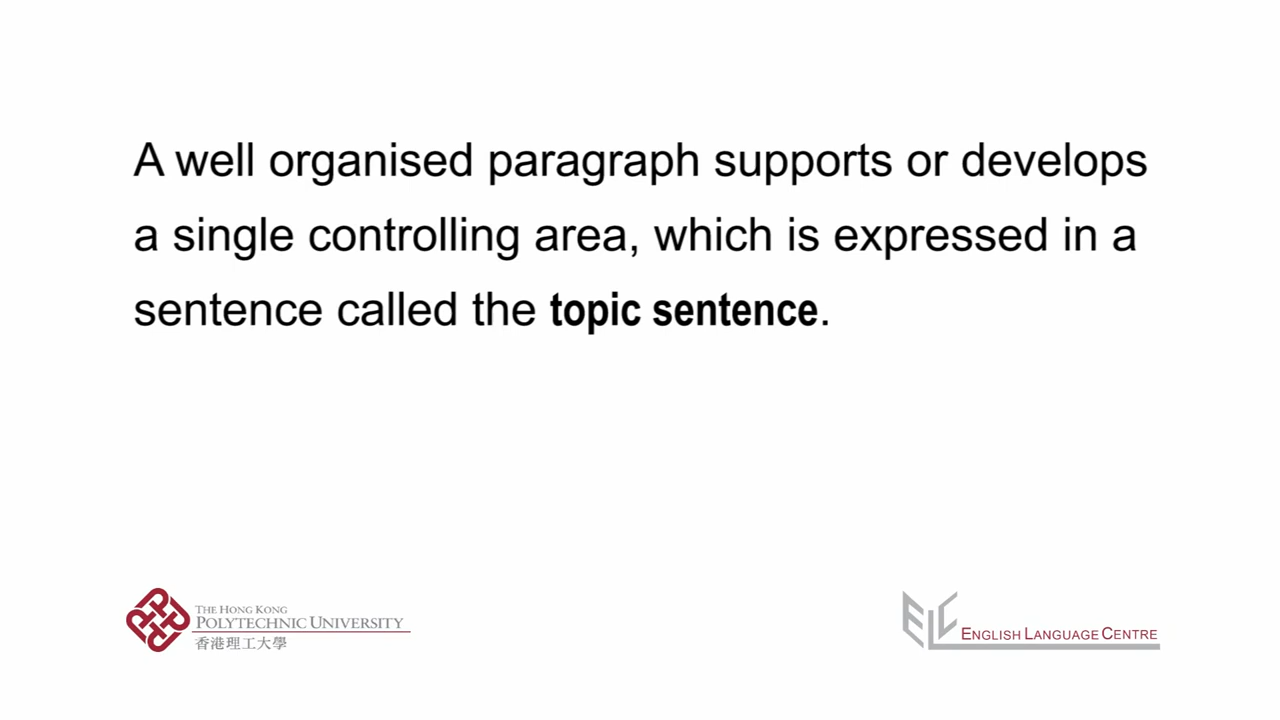 A well organised paragraph supports or develops
a single controlling area, which is expressed in a
sentence called the topic sentence.
THE HONG KONG
POLYTECHNIC UNIVERSITY
香港理工大學
ELC
ENGLISH LANGUAGE CENTRE